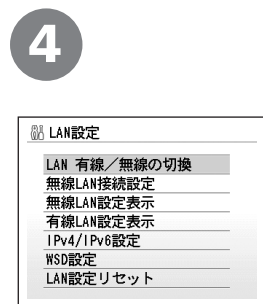 4
LAN設定
LAN 有線／無線の切換
無線LAN接続設定
無線LAN設定表示
有線LAN設定表示
IPv4/IPv6設定
WSD設定
LAN設定リセット